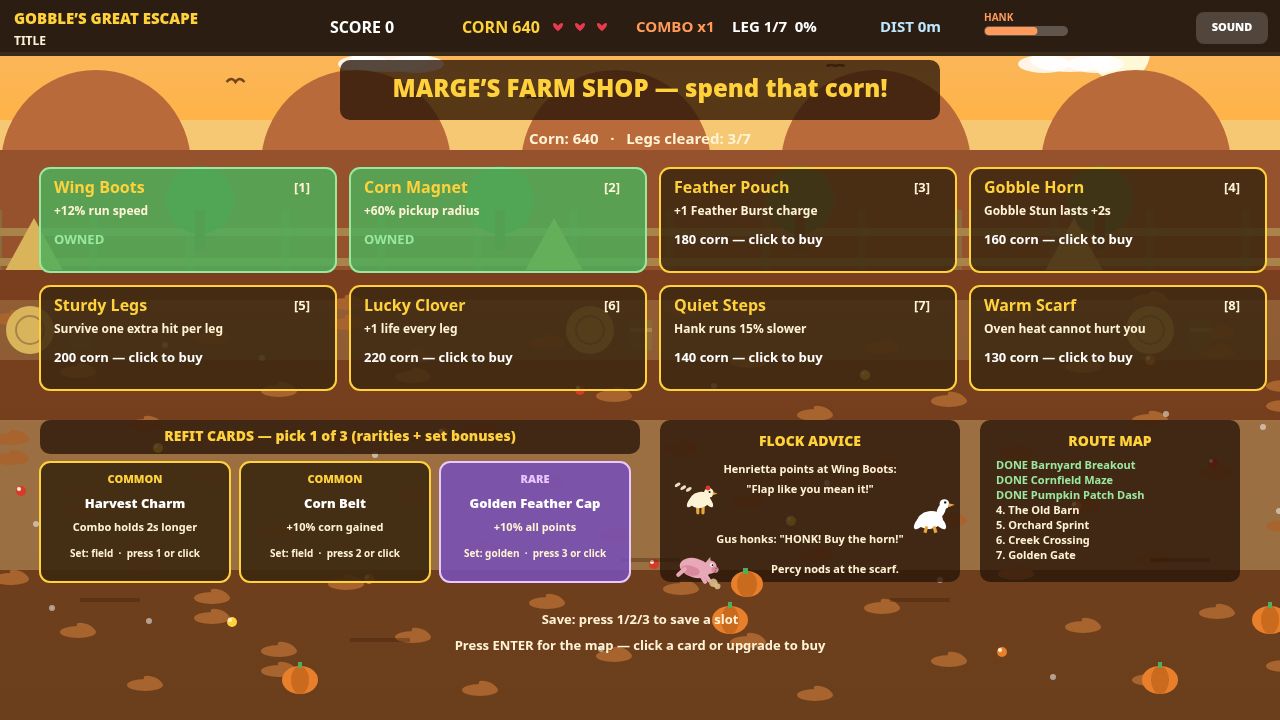 GOBBLE'S GREAT ESCAPE
TITLE
SCORE 0
CORN 640
COMBO x1
LEG 1/7 0%
DIST 0m
HANK
SOUND
MARGE'S FARM SHOP — spend that corn!
Corn: 640 · Legs cleared: 3/7
Wing Boots [1]
+12% run speed
OWNED
Corn Magnet [2]
+60% pickup radius
OWNED
Feather Pouch [3]
+1 Feather Burst charge
180 corn — click to buy
Gobble Horn [4]
Gobble Stun lasts +2s
160 corn — click to buy
Sturdy Legs [5]
Survive one extra hit per leg
200 corn — click to buy
Lucky Clover [6]
+1 life every leg
220 corn — click to buy
Quiet Steps [7]
Hank runs 15% slower
140 corn — click to buy
Warm Scarf [8]
Oven heat cannot hurt you
130 corn — click to buy
REFIT CARDS — pick 1 of 3 (rarities + set bonuses)
COMMON
Harvest Charm
Combo holds 2s longer
Set: field · press 1 or click
COMMON
Corn Belt
+10% corn gained
Set: field · press 2 or click
RARE
Golden Feather Cap
+10% all points
Set: golden · press 3 or click
FLOCK ADVICE
Henrietta points at Wing Boots:
"Flap like you mean it!"
Gus honks: "HONK! Buy the horn!"
Percy nods at the scarf.
ROUTE MAP
DONE Barnyard Breakout
DONE Cornfield Maze
DONE Pumpkin Patch Dash
4. The Old Barn
5. Orchard Sprint
6. Creek Crossing
7. Golden Gate
Save: press 1/2/3 to save a slot
Press ENTER for the map — click a card or upgrade to buy